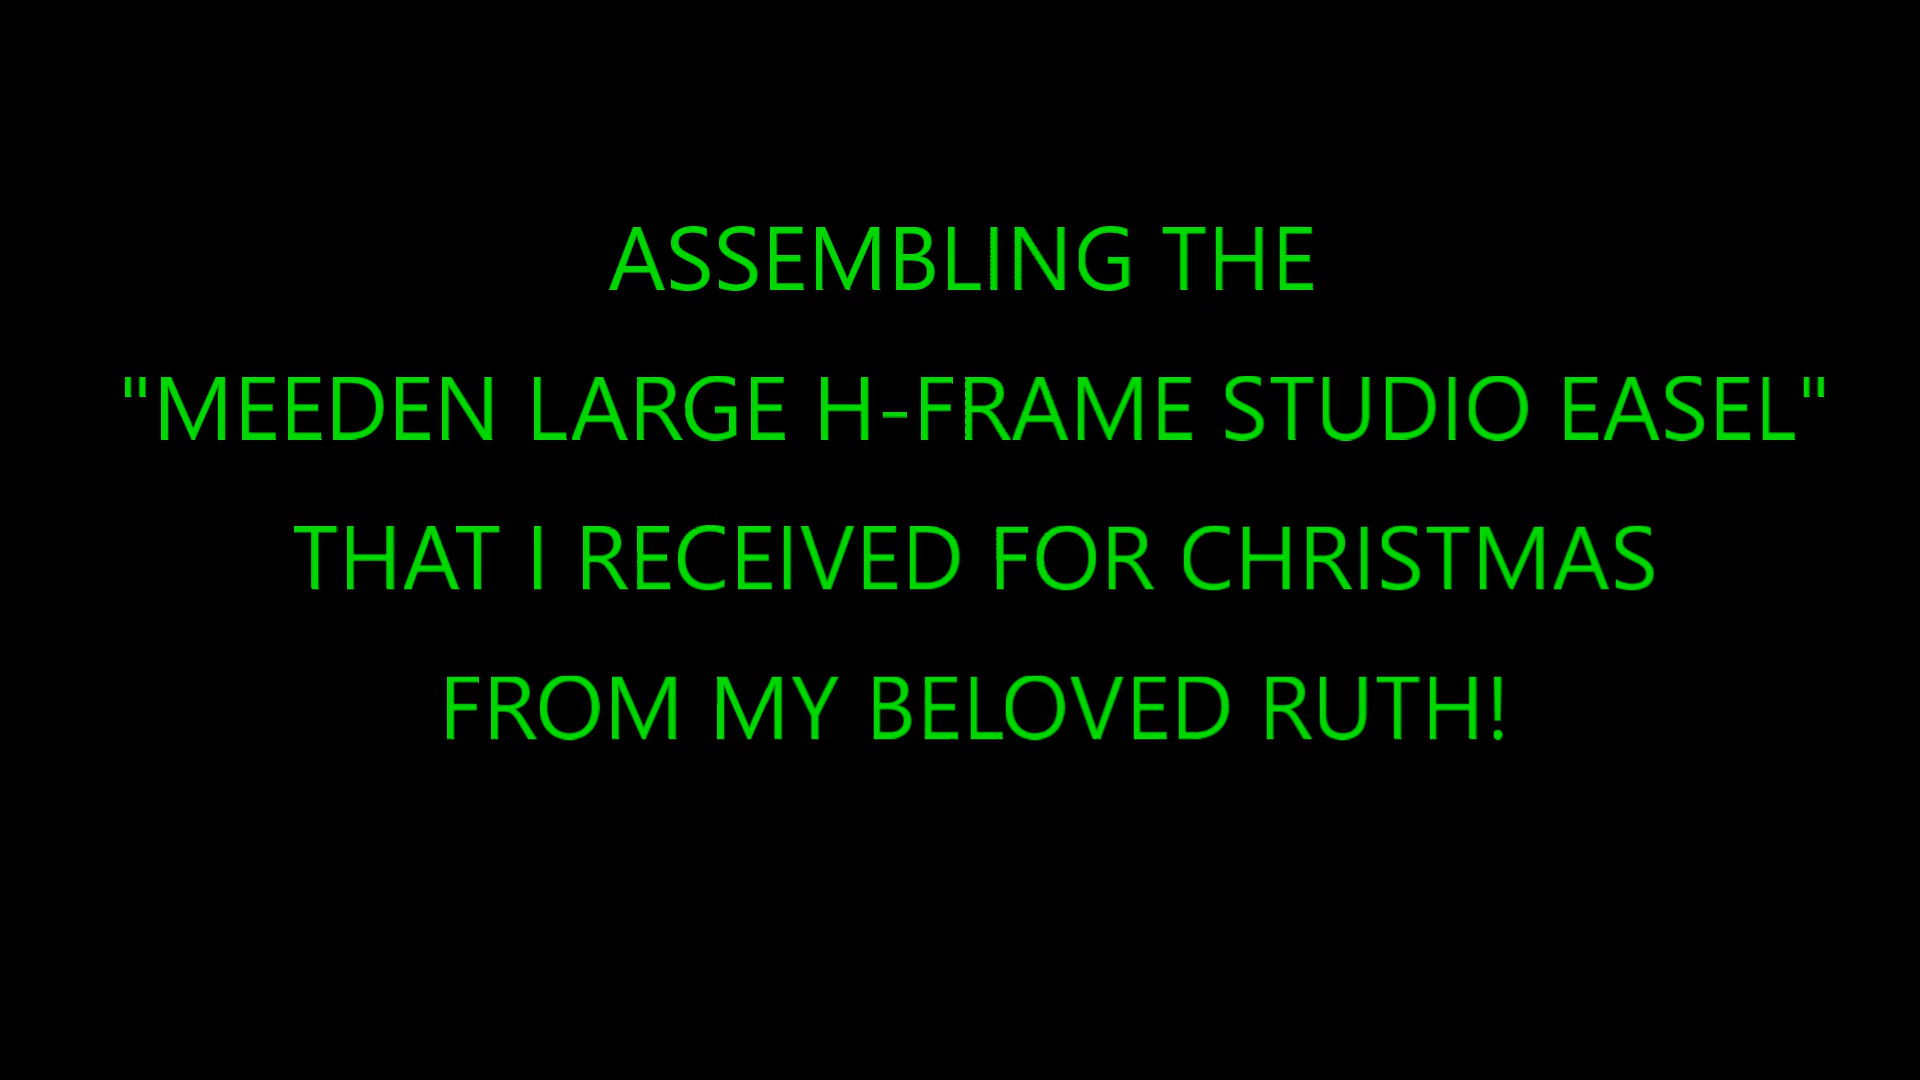 ASSEMBLING THE
"MEEDEN LARGE H-FRAME STUDIO EASEL"
THAT I RECEIVED FOR CHRISTMAS
FROM MY BELOVED RUTH!